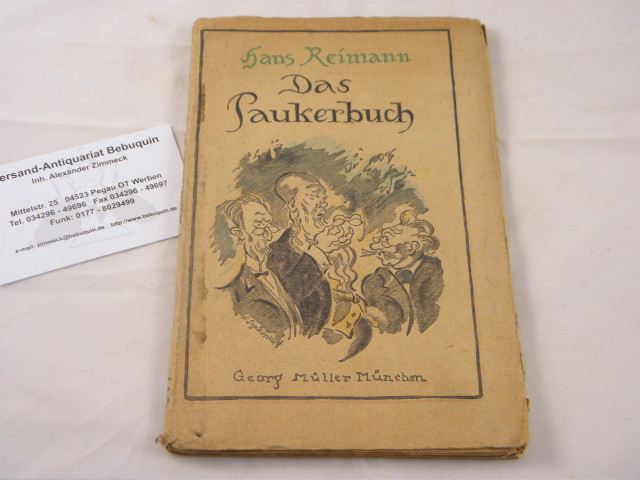 Hans Reimann
Das
Paukerbuch
Georg Müller München
ersand-Antiquariat Bebuquin
Inh. Alexander Zimmeck
Mittelstr. 25 04523 Pegau OT Werben
Tel. 034296 - 49696 Fax 034296 - 49697
Funk: 0177 - 8029499
e-mail: zimmeck@bebuquin.de http://www.bebuquin.de